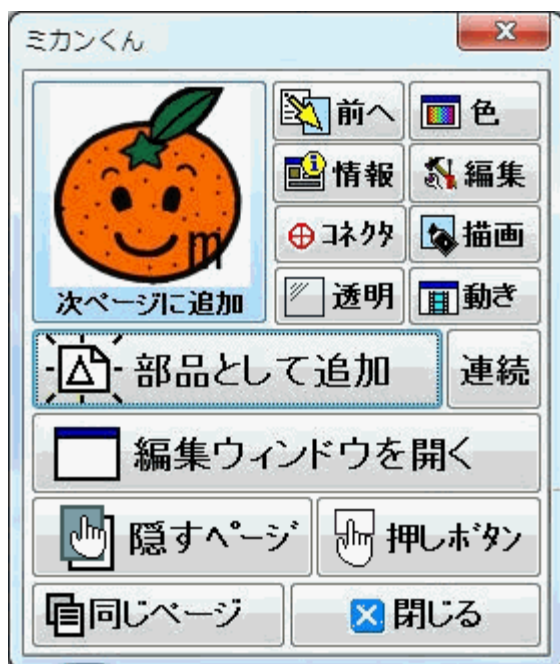 ミカンくん
m
次ページに追加
前へ
色
情報
編集
コネクタ
描画
透明
動き
部品として追加
連続
編集ウィンドウを開く
隠すページ
押しボタン
同じページ
閉じる